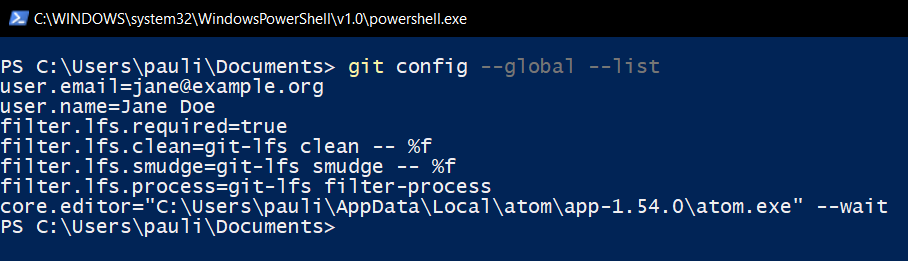 C:\WINDOWS\system32\WindowsPowerShell\v1.0\powershell.exe
PS C:\Users\pauli\Documents> git config --global --list
user.email=jane@example.org
user.name=Jane Doe
filter.lfs.required=true
filter.lfs.clean=git-lfs clean -- %f
filter.lfs.smudge=git-lfs smudge -- %f
filter.lfs.process=git-lfs filter-process
core.editor="C:\Users\pauli\AppData\Local\atom\app-1.54.0\atom.exe" --wait
PS C:\Users\pauli\Documents>